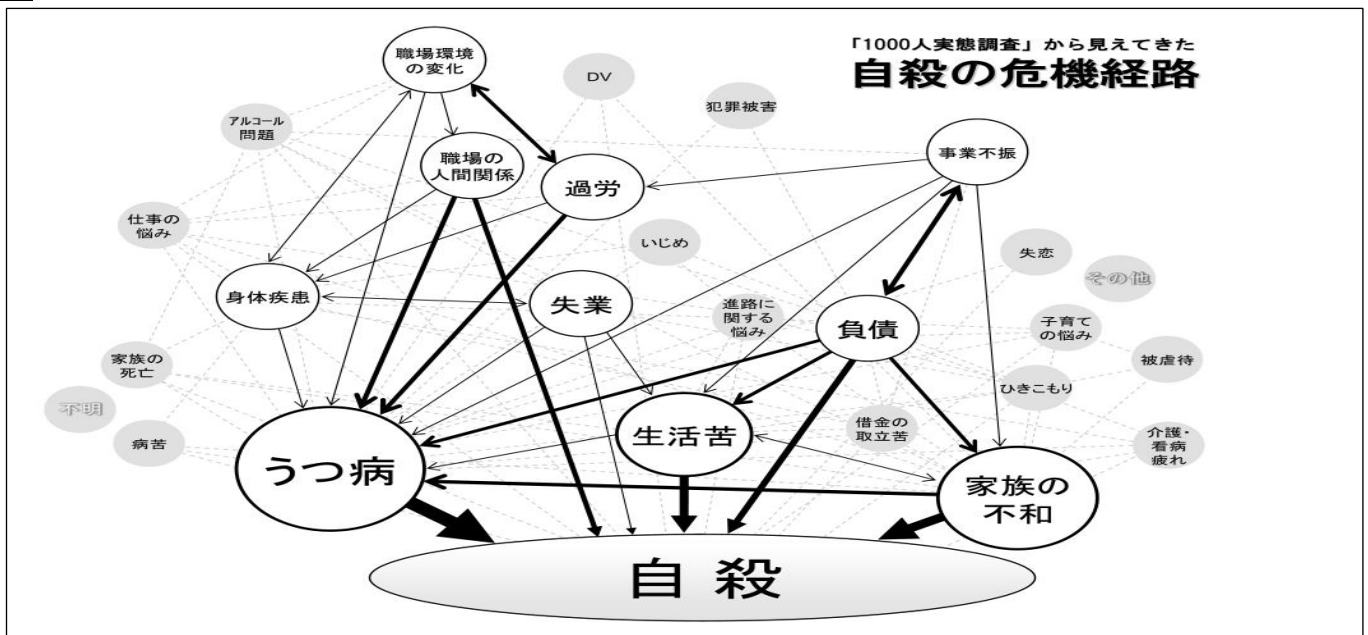 「1000人実態調査」から見えてきた
自殺の危機経路
職場環境
の変化
DV
犯罪被害
アルコール
問題
職場の
人間関係
過労
事業不振
仕事の
悩み
いじめ
失恋
その他
身体疾患
失業
進路に
関する
悩み
負債
子育て
の悩み
家族の
死亡
被虐待
ひきこもり
不明
病苦
うつ病
生活苦
借金の
取立苦
介護・
看病
疲れ
家族の
不和
自殺